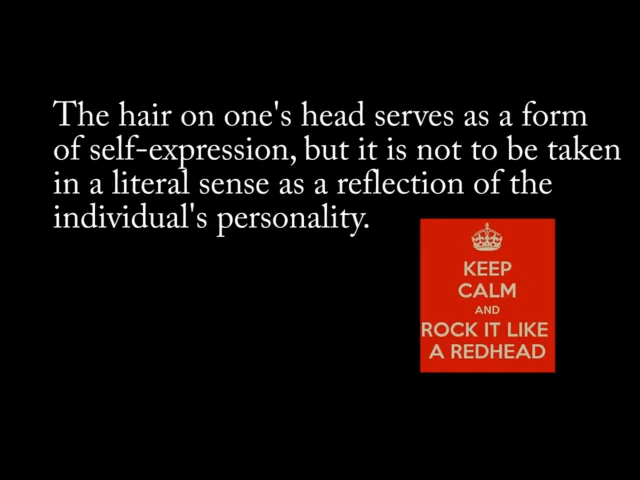 The hair on one's head serves as a form
of self-expression, but it is not to be taken
in a literal sense as a reflection of the
individual's personality.
KEEP
CALM
AND
ROCK IT LIKE
A REDHEAD